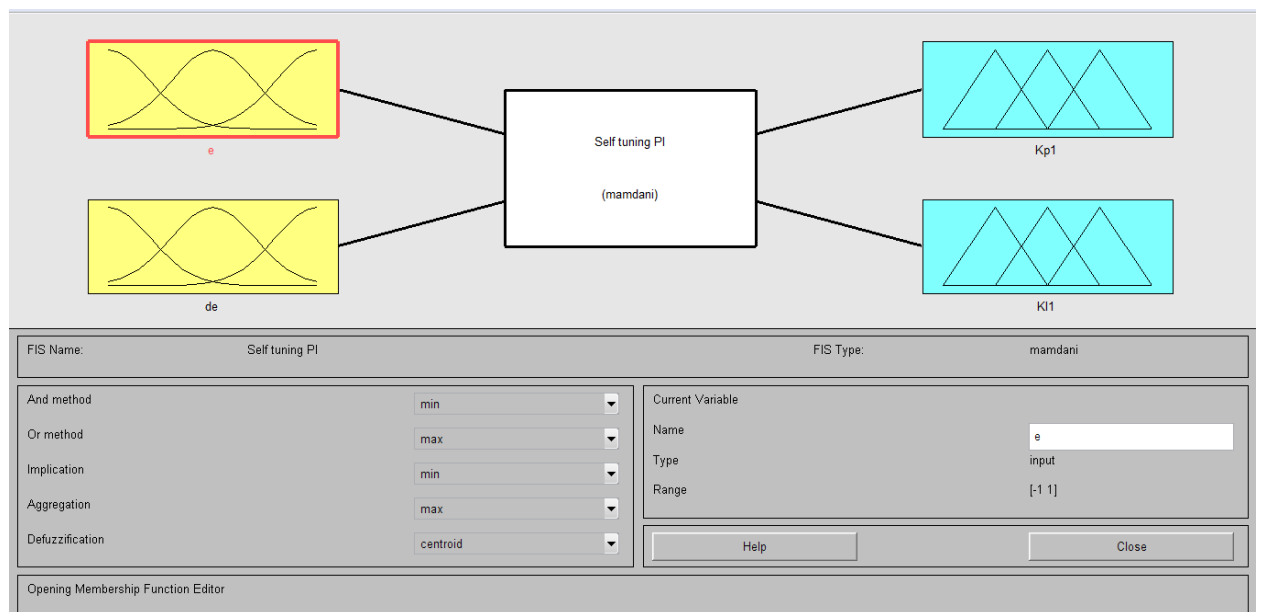 e
Self tuning PI
(mamdani)
Kp1
de
KI1
FIS Name: Self tuning PI FIS Type: mamdani
And method min
Or method max
Implication min
Aggregation max
Defuzzification centroid
Current Variable
Name e
Type input
Range [-1 1]
Help Close
Opening Membership Function Editor